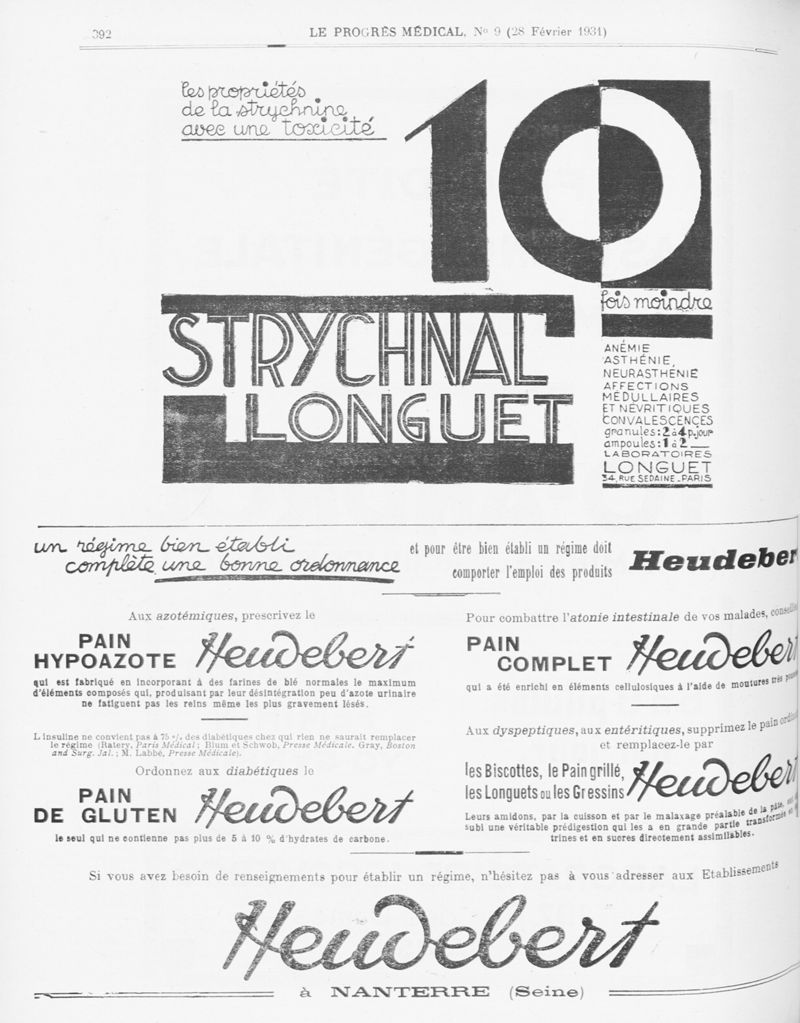 392
LE PROGRÈS MÉDICAL, No 9 (28 Février 1931)
les propriétés
de la strychnine
avec une toxicité
10
fois moindre
STRYCHNAL
LONGUET
ANÉMIE
ASTHÉNIE,
NEURASTHÉNIE
AFFECTIONS
MÉDULLAIRES
ET NÉVRITIQUES
CONVALESCENCES
granules: 2 à 4 p.jour
ampoules: 1 à 2
LABORATOIRES
LONGUET
34, RUE SEDAINE_PARIS
un régime bien établi
complète une bonne ordonnance
et pour être bien établi un régime doit
comporter l'emploi des produits
Heudeber
Aux azotémiques, prescrivez le
PAIN
HYPOAZOTE Heudebert
qui est fabriqué en incorporant à des farines de blé normales le maximum
d'éléments composés qui, produisant par leur désintégration peu d'azote urinaire
ne fatiguent pas les reins même les plus gravement lésés.
L insuline ne convient pas à 75 % des diabétiques chez qui rien ne saurait remplacer
le régime (Ratery, Paris Médical; Blum et Schwob, Presse Médicale. Gray, Boston
and Surg. Jal.; M. Labbé, Presse Médicale).
Ordonnez aux diabétiques le
PAIN
DE GLUTEN Heudebert
le seul qui ne contienne pas plus de 5 à 10 % d'hydrates de carbone.
Pour combattre l'atonie intestinale de vos malades,
PAIN
COMPLET Heudebert
qui a été enrichi en éléments cellulosiques à l'aide de moutures très
Aux dyspeptiques, aux entéritiques, supprimez le pain
et remplacez-le par
les Biscottes, le Pain grillé,
les Longuets ou les Gressins Heudebert
Leurs amidons, par la cuisson et par le malaxage préalable de la pâte,
subi une véritable prédigestion qui les a en grande partie
trines et en sucres directement assimilables.
Si vous avez besoin de renseignements pour établir un régime, n'hésitez pas à vous adresser aux Etablissements
Heudebert
à NANTERRE (Seine)